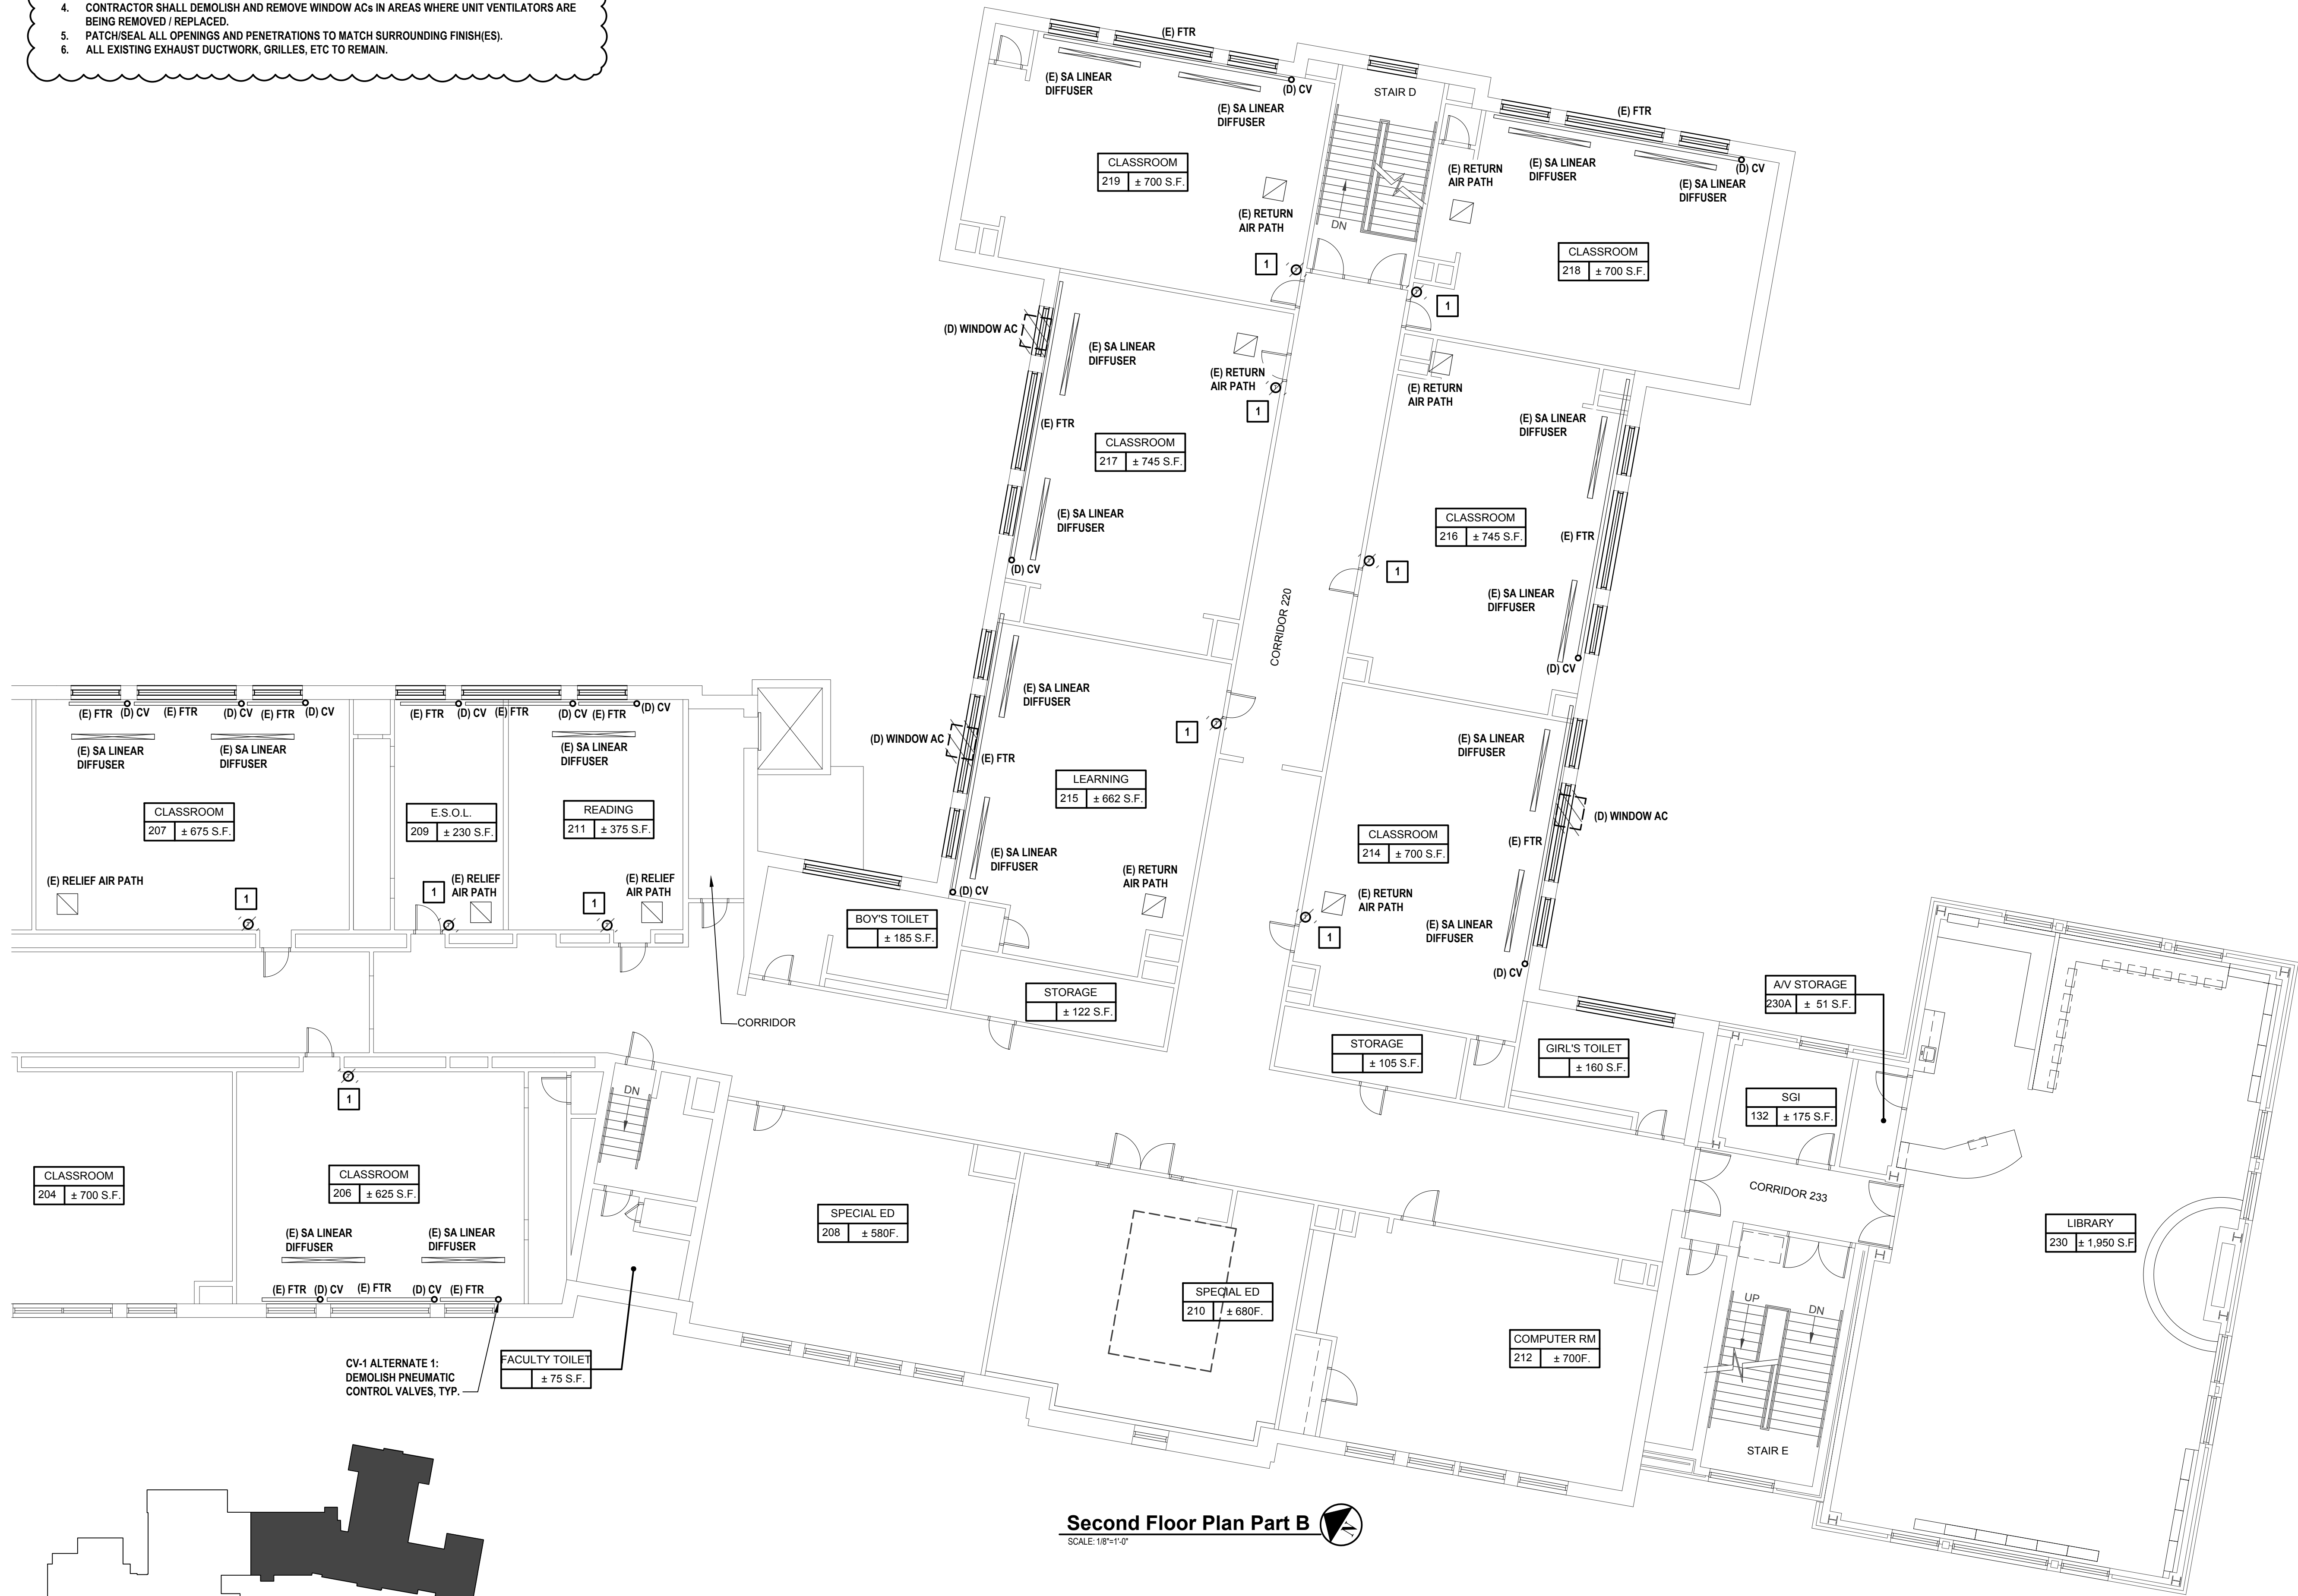 4. CONTRACTOR SHALL DEMOLISH AND REMOVE WINDOW ACs IN AREAS WHERE UNIT VENTILATORS ARE
BEING REMOVED / REPLACED.
5. PATCH/SEAL ALL OPENINGS AND PENETRATIONS TO MATCH SURROUNDING FINISH(ES).
6. ALL EXISTING EXHAUST DUCTWORK, GRILLES, ETC TO REMAIN.
(E) FTR
(E) SA LINEAR
DIFFUSER
(D) CV
(E) SA LINEAR
DIFFUSER
CLASSROOM
219 ± 700 S.F.
(E) RETURN
AIR PATH
1
STAIR D
DN
(E) FTR
(E) RETURN
AIR PATH
(E) SA LINEAR
DIFFUSER
(D) CV
(E) SA LINEAR
DIFFUSER
CLASSROOM
218 ± 700 S.F.
1
(D) WINDOW AC
(E) SA LINEAR
DIFFUSER
(E) RETURN
AIR PATH
1
(E) FTR
CLASSROOM
217 ± 745 S.F.
(E) SA LINEAR
DIFFUSER
(D) CV
(E) RETURN
AIR PATH
(E) SA LINEAR
DIFFUSER
CLASSROOM
216 ± 745 S.F.
(E) FTR
1
(E) SA LINEAR
DIFFUSER
(D) CV
CORRIDOR 220
(E) FTR (D) CV (E) FTR (D) CV (E) FTR (D) CV
(E) SA LINEAR
DIFFUSER
(E) SA LINEAR
DIFFUSER
CLASSROOM
207 ± 675 S.F.
(E) RELIEF AIR PATH
1
(E) FTR (D) CV (E) FTR (D) CV (E) FTR (D) CV
(E) SA LINEAR
DIFFUSER
E.S.O.L.
209 ± 230 S.F.
1
(E) RELIEF
AIR PATH
READING
211 ± 375 S.F.
1
(E) RELIEF
AIR PATH
(E) SA LINEAR
DIFFUSER
1
(D) WINDOW AC
(E) FTR
LEARNING
215 ± 662 S.F.
(E) SA LINEAR
DIFFUSER
(E) RETURN
AIR PATH
(D) CV
(E) SA LINEAR
DIFFUSER
(D) WINDOW AC
CLASSROOM
214 ± 700 S.F.
(E) FTR
(E) RETURN
AIR PATH
(E) SA LINEAR
DIFFUSER
1
(D) CV
BOY'S TOILET
± 185 S.F.
STORAGE
± 122 S.F.
CORRIDOR
STORAGE
± 105 S.F.
GIRL'S TOILET
± 160 S.F.
A/V STORAGE
230A ± 51 S.F.
SGI
132 ± 175 S.F.
CORRIDOR 233
LIBRARY
230 ± 1,950 S.F
1
DN
CLASSROOM
204 ± 700 S.F.
CLASSROOM
206 ± 625 S.F.
(E) SA LINEAR
DIFFUSER
(E) SA LINEAR
DIFFUSER
(E) FTR (D) CV (E) FTR (D) CV (E) FTR
CV-1 ALTERNATE 1:
DEMOLISH PNEUMATIC
CONTROL VALVES, TYP.
FACULTY TOILET
± 75 S.F.
SPECIAL ED
208 ± 580F.
SPECIAL ED
210 ± 680F.
COMPUTER RM
212 ± 700F.
UP
DN
STAIR E
Second Floor Plan Part B
N
SCALE: 1/8"=1'-0"